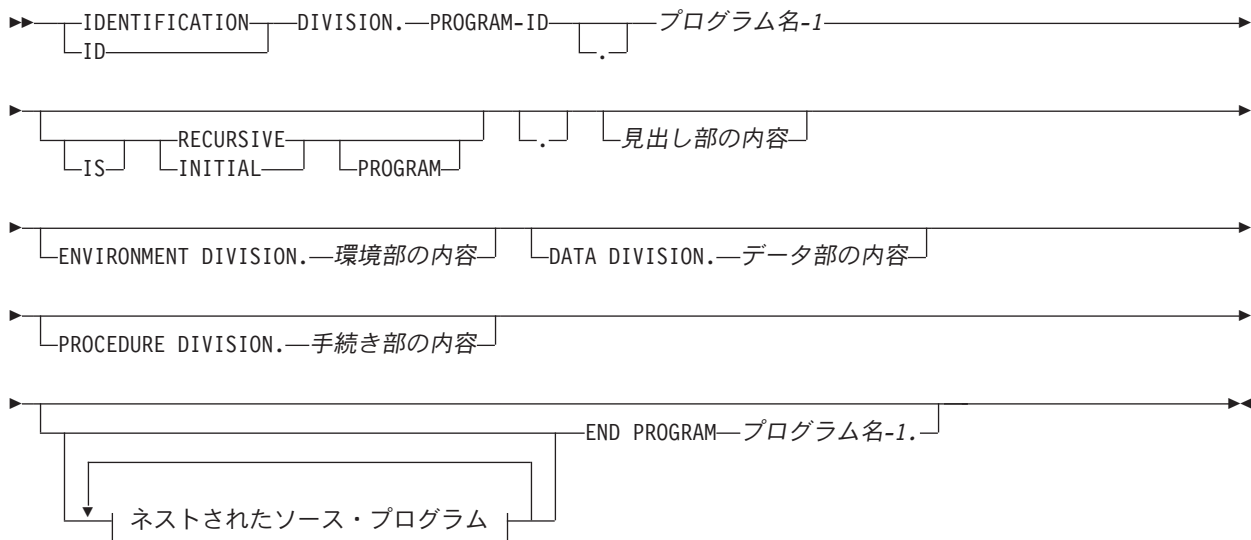 IDENTIFICATION DIVISION. PROGRAM-ID . プログラム名-1
ID
RECURSIVE . 見出し部の内容
IS INITIAL PROGRAM
ENVIRONMENT DIVISION. 環境部の内容 DATA DIVISION. データ部の内容
PROCEDURE DIVISION. 手続き部の内容
END PROGRAM プログラム名-1.
ネストされたソース・プログラム